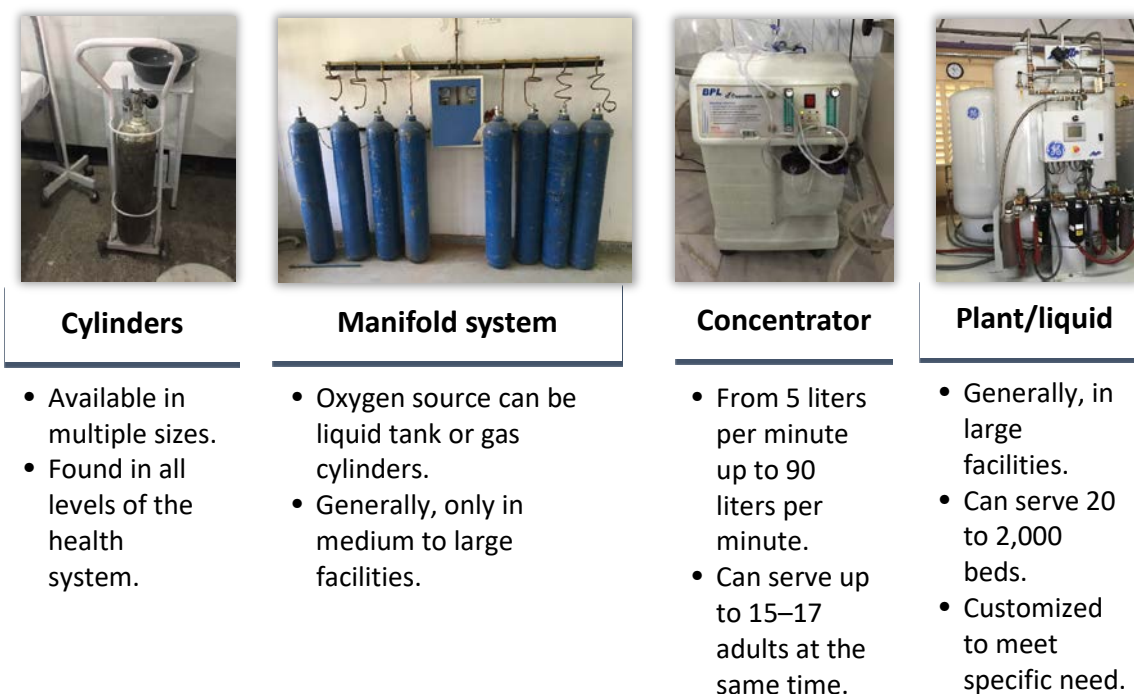 BPL
Cylinders
• Available in
multiple sizes.
• Found in all
levels of the
health
system.
Manifold system
• Oxygen source can be
liquid tank or gas
cylinders.
• Generally, only in
medium to large
facilities.
Concentrator
• From 5 liters
per minute
up to 90
liters per
minute.
• Can serve up
to 15–17
adults at the
same time.
Plant/liquid
• Generally, in
large
facilities.
• Can serve 20
to 2,000
beds.
• Customized
to meet
specific need.